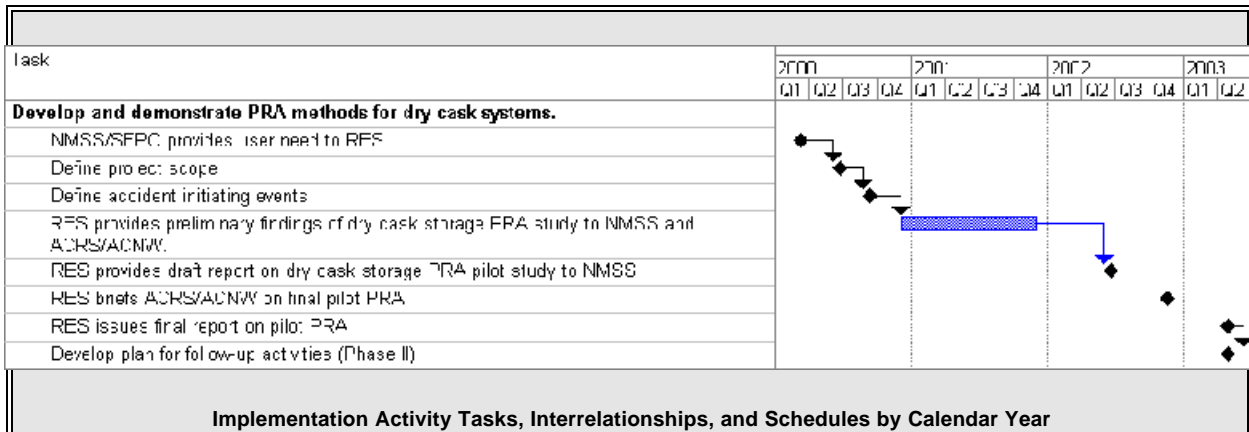 Task
2000 2001 2002 2003
Q1 Q2 Q3 Q4 Q1 Q2 Q3 Q4 Q1 Q2 Q3 Q4 Q1 Q2
Develop and demonstrate PRA methods for dry cask systems.
NMSS/SFPO provides user need to RES
Define project scope
Define accident initiating events
RES provides preliminary findings of dry cask storage PRA study to NMSS and
ACRS/ACNW.
RES provides draft report on dry cask storage PRA pilot study to NMSS
RES briefs ACRS/ACNW on final pilot PRA
RES issues final report on pilot PRA
Develop plan for follow-up activities (Phase II)
Implementation Activity Tasks, Interrelationships, and Schedules by Calendar Year